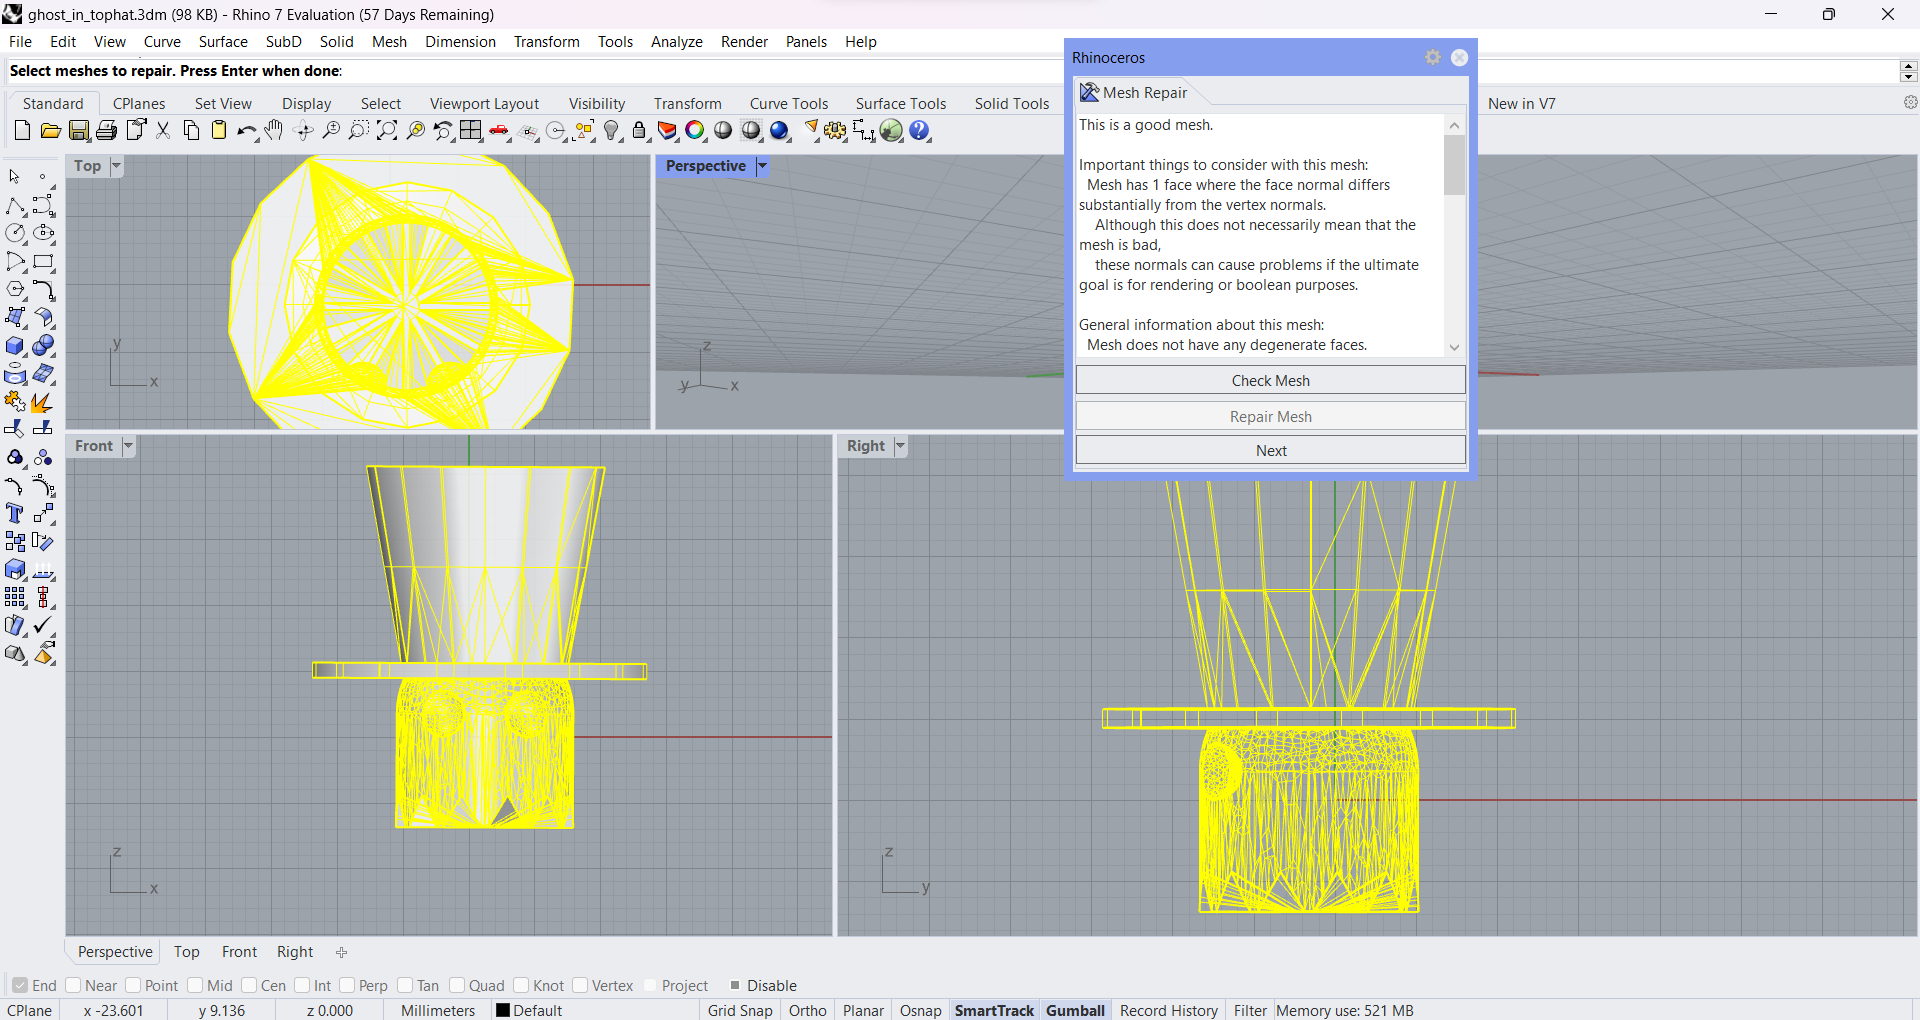 ghost_in_tophat.3dm (98 KB) - Rhino 7 Evaluation (57 Days Remaining)
File Edit View Curve Surface SubD Solid Mesh Dimension Transform Tools Analyze Render Panels Help
Select meshes to repair. Press Enter when done:
Standard CPlanes Set View Display Select Viewport Layout Visibility Transform Curve Tools Surface Tools Solid Tools New in V7
Rhinoceros
Mesh Repair
This is a good mesh.
Important things to consider with this mesh:
Mesh has 1 face where the face normal differs
substantially from the vertex normals.
Although this does not necessarily mean that the
mesh is bad,
these normals can cause problems if the ultimate
goal is for rendering or boolean purposes.
General information about this mesh:
Mesh does not have any degenerate faces.
Check Mesh
Repair Mesh
Next
Top
y
x
Perspective
z
y x
Front
z
x
Right
z
y
Perspective Top Front Right
End Near Point Mid Cen Int Perp Tan Quad Knot Vertex Project Disable
CPlane x -23.601 y 9.136 z 0.000 Millimeters Default Grid Snap Ortho Planar Osnap SmartTrack Gumball Record History Filter Memory use: 521 MB